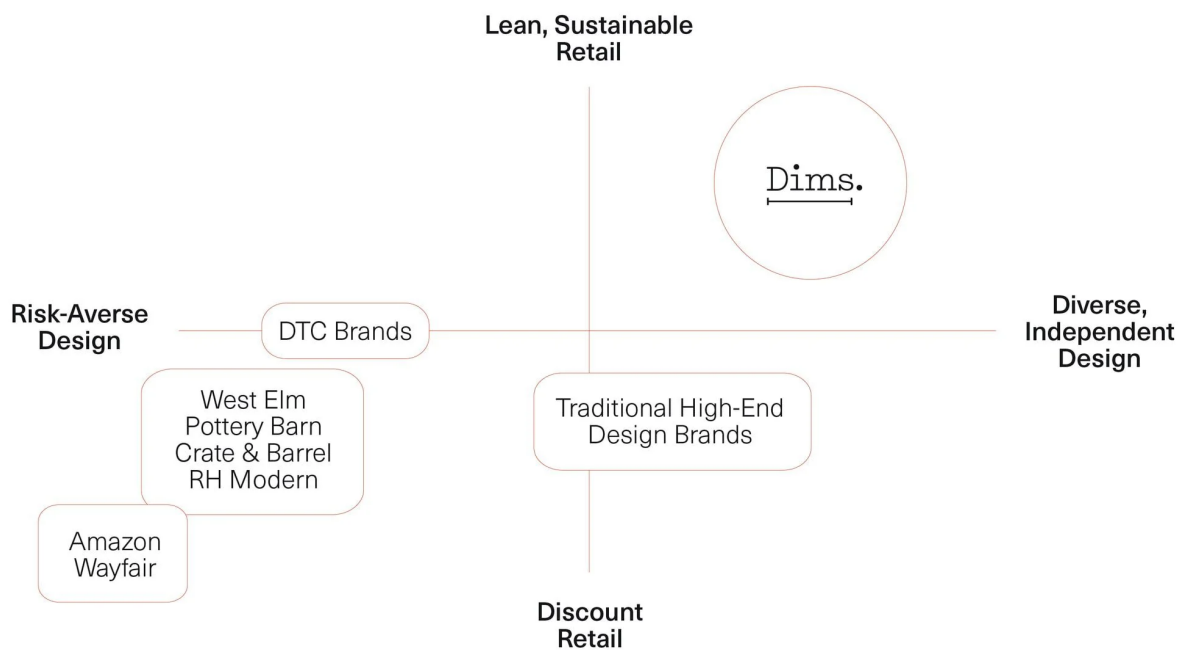 Lean, Sustainable
Retail
Dims.
Risk-Averse
Design
DTC Brands
Diverse,
Independent
Design
West Elm
Pottery Barn
Crate & Barrel
RH Modern
Traditional High-End
Design Brands
Amazon
Wayfair
Discount
Retail